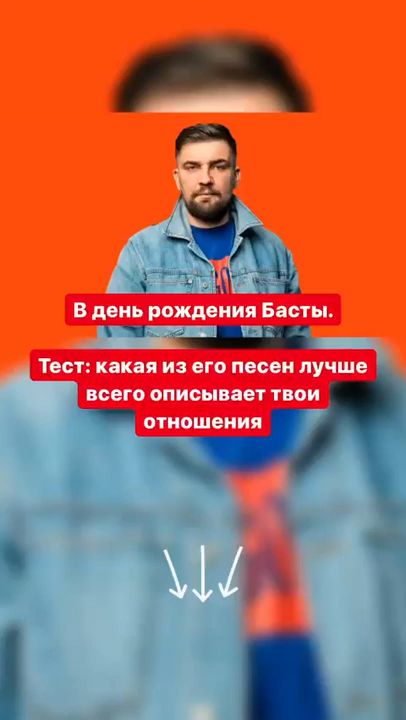 В день рождения Басты.
Тест: какая из его песен лучше
всего описывает твои
отношения